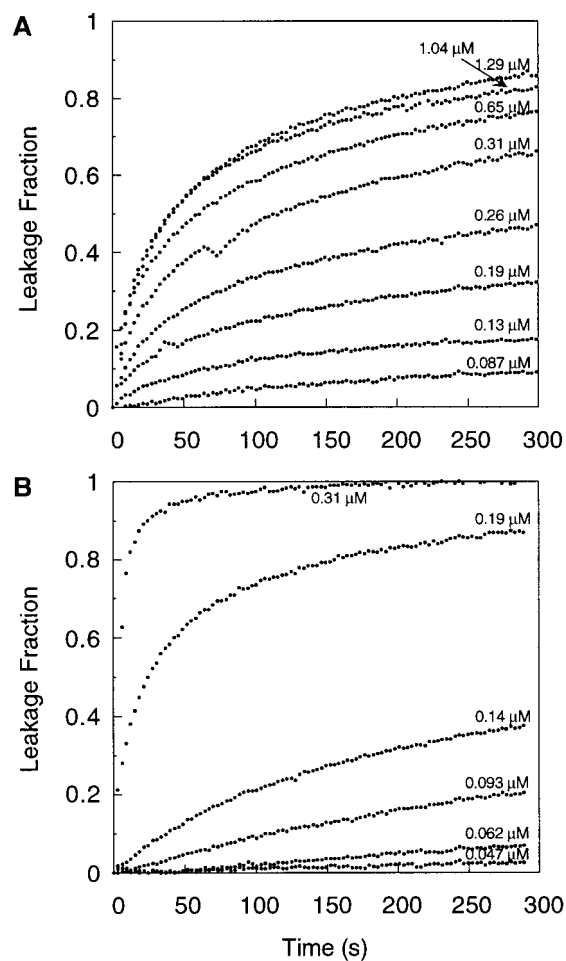 A
1
1.04 µM
1.29 µM
0.8
0.65 µM
0.31 µM
0.6
Leakage Fraction
0.4
0.26 µM
0.19 µM
0.2
0.13 µM
0.087 µM
0
0 50 100 150 200 250 300
B
1
0.31 µM
0.19 µM
0.8
0.6
Leakage Fraction
0.4
0.14 µM
0.2
0.093 µM
0.062 µM
0.047 µM
0
0 50 100 150 200 250 300
Time (s)